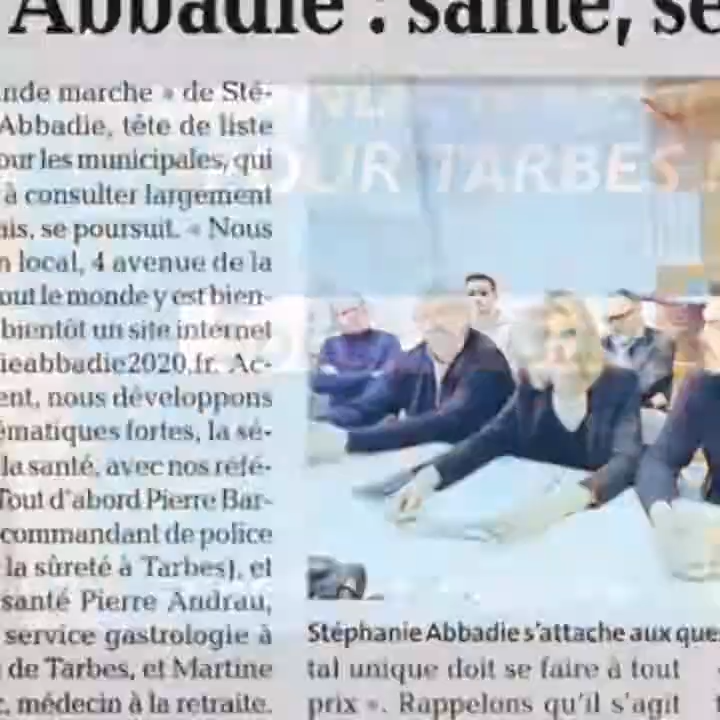 Abbadie : santé, sé
nde marche » de Sté-
Abbadie, tête de liste
our les municipales, qui
à consulter largement
ais, se poursuit. « Nous
n local, 4 avenue de la
out le monde y est bien-
bientôt un site internet
ieabbadie2020.fr. Ac-
ent, nous développons
ématiques fortes, la sé-
la santé, avec nos réfé-
Tout d'abord Pierre Bar-
commandant de police
la sûreté à Tarbes), et
santé Pierre Andrau,
service gastrologie à
de Tarbes, et Martine
médecin à la retraite.
OUR TARBES !
Stéphanie Abbadie s'attache aux que
tal unique doit se faire à tout
prix ». Rappelons qu'il s'agit